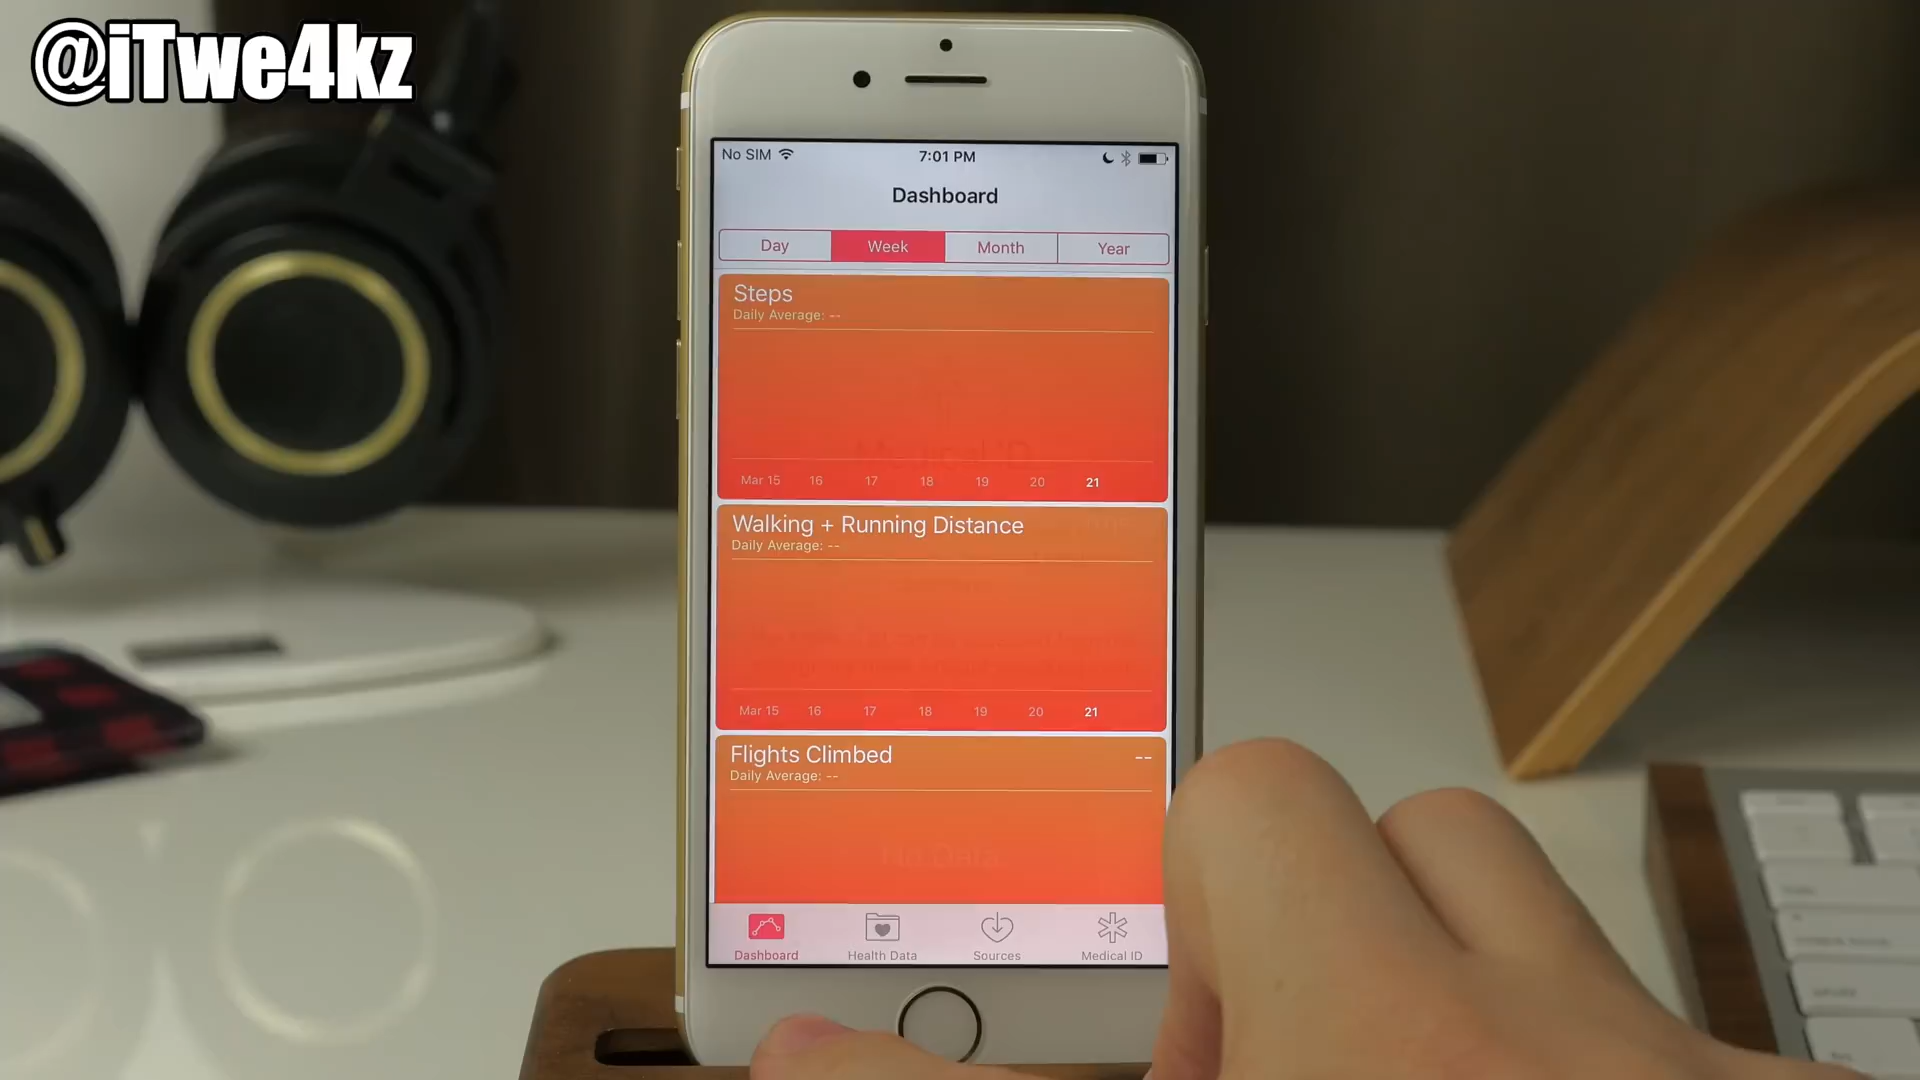 @iTwe4kz
No SIM
7:01 PM
Dashboard
Day
Week
Month
Year
Steps
Daily Average: --
Mar 15 16 17 18 19 20 21
Walking + Running Distance
Daily Average: --
Mar 15 16 17 18 19 20 21
Flights Climbed
--
Daily Average: --
No Data
Dashboard
Health Data
Sources
Medical ID